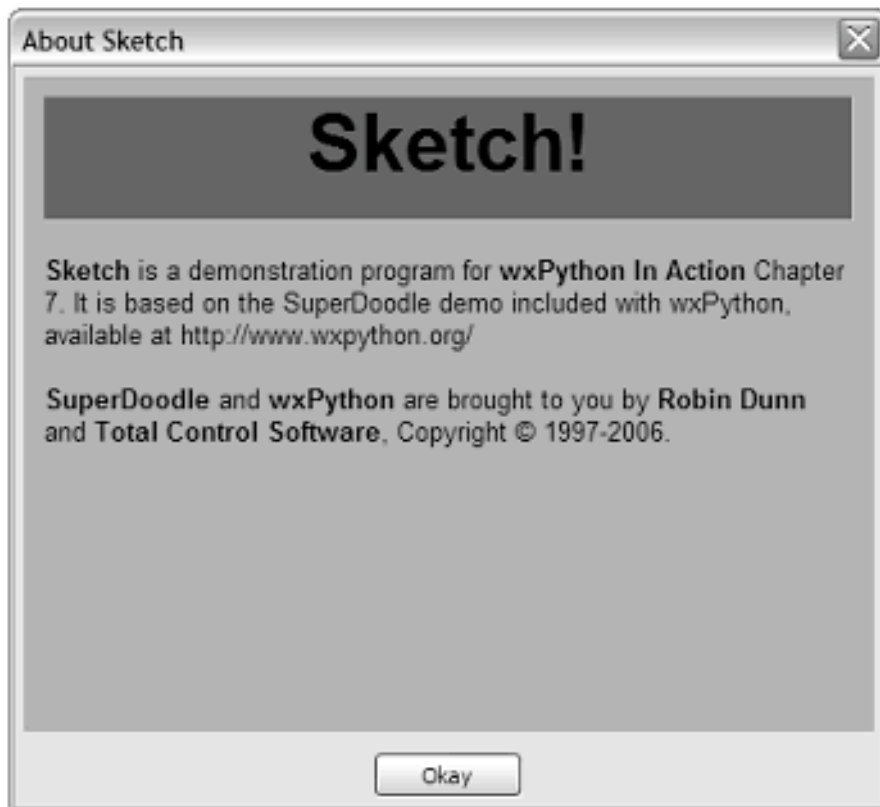 About Sketch
Sketch!
Sketch is a demonstration program for wxPython In Action Chapter
7. It is based on the SuperDoodle demo included with wxPython,
available at http://www.wxpython.org/
SuperDoodle and wxPython are brought to you by Robin Dunn
and Total Control Software, Copyright © 1997-2006.
Okay